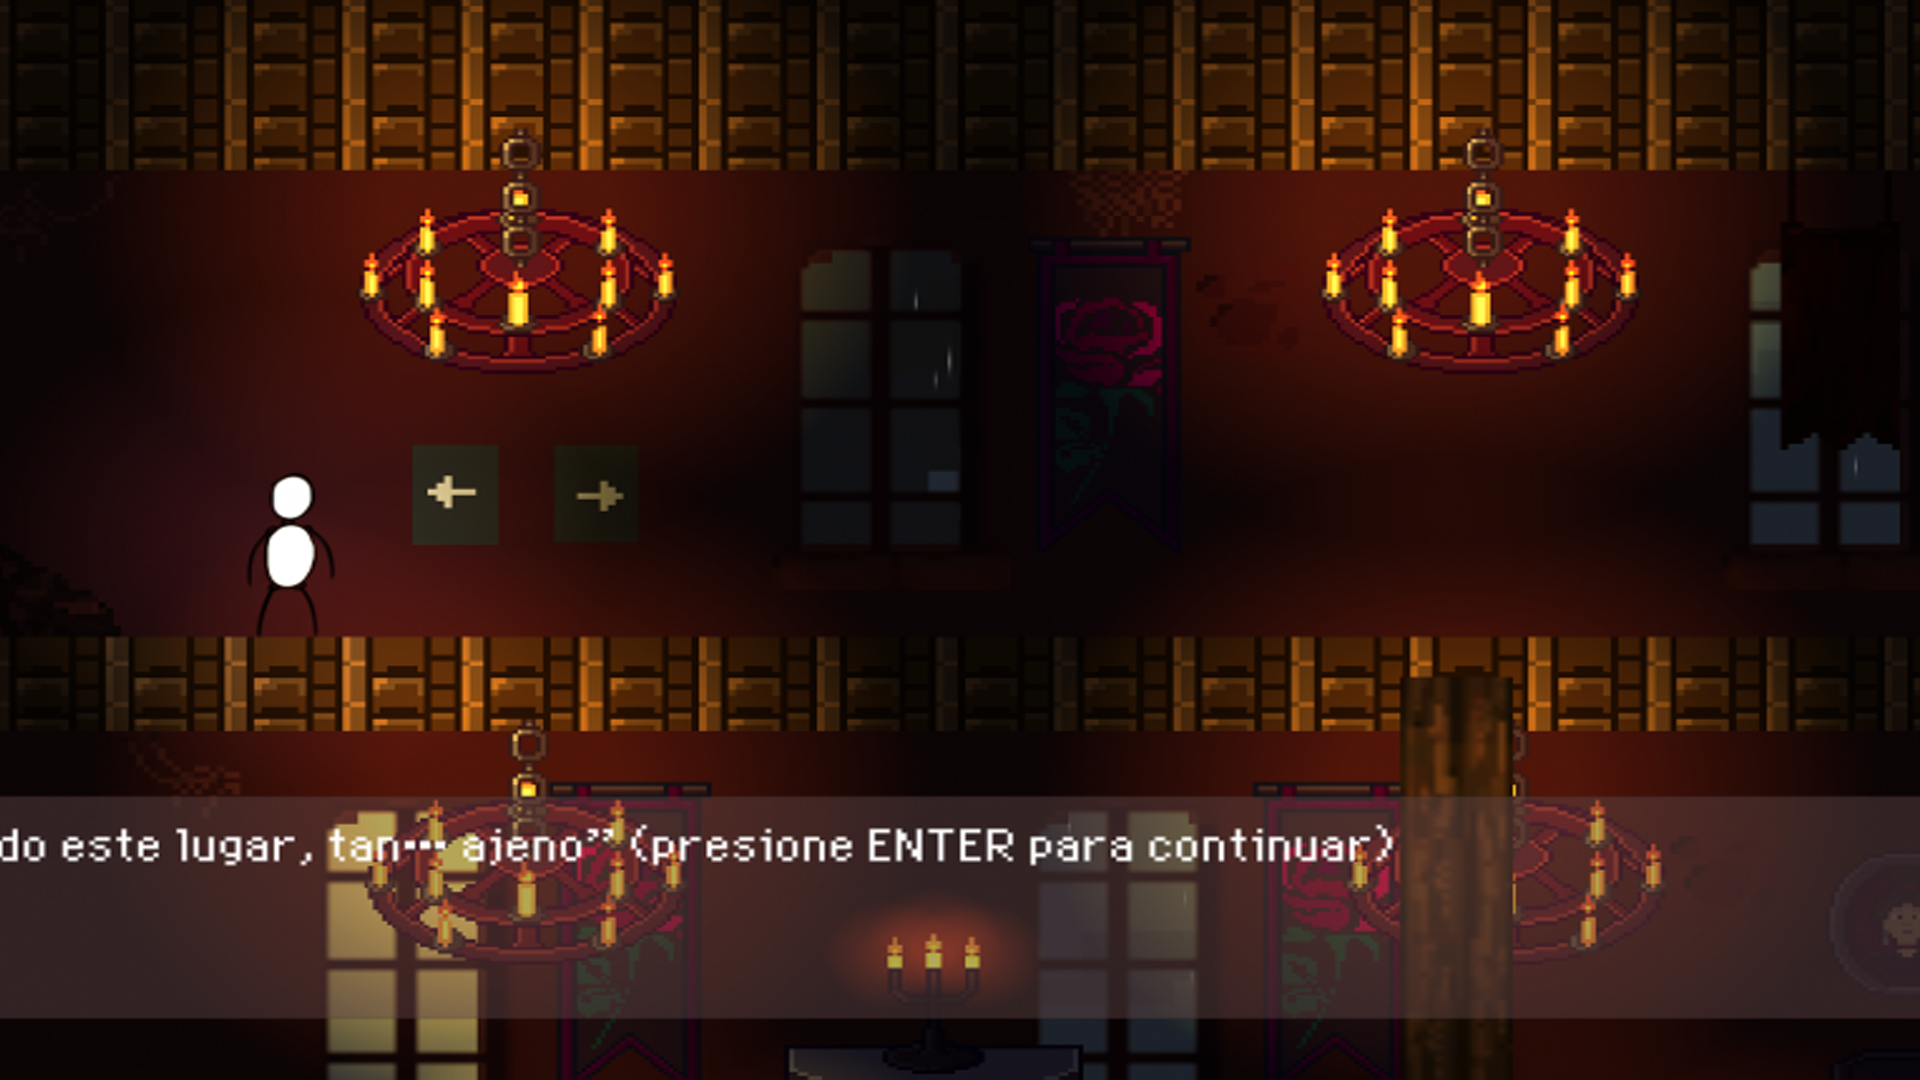 do este lugar, tan... ajeno” (presione ENTER para continuar)